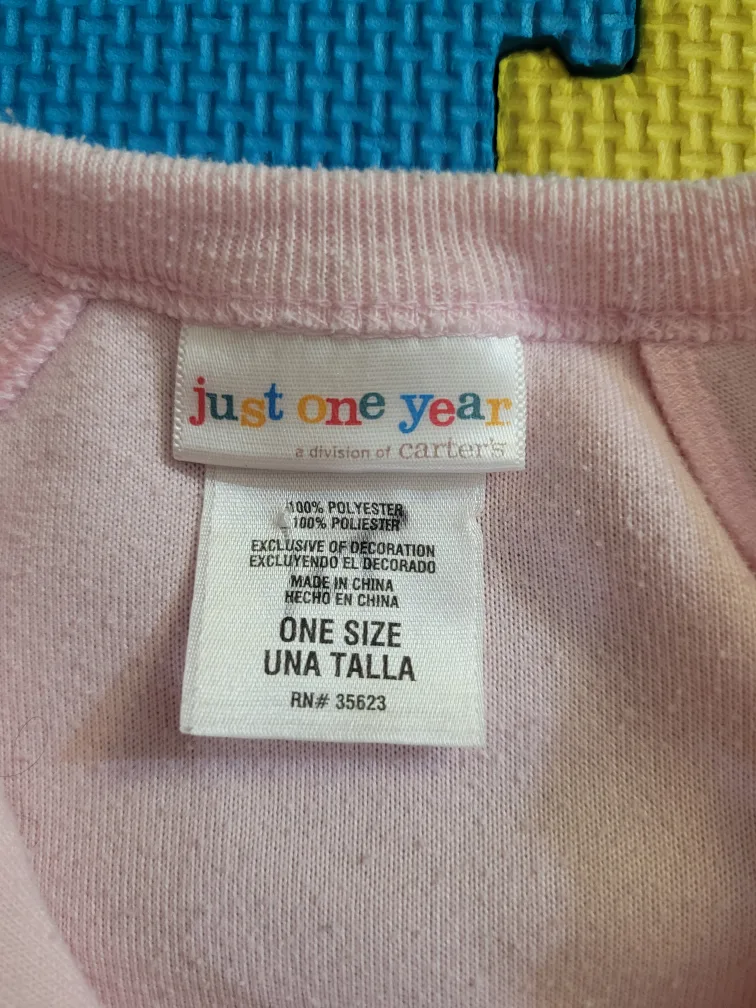 just one year
a division of carter's
100% POLYESTER
100% POLIESTER
EXCLUSIVE OF DECORATION
EXCLUYENDO EL DECORADO
MADE IN CHINA
HECHO EN CHINA
ONE SIZE
UNA TALLA
RN# 35623